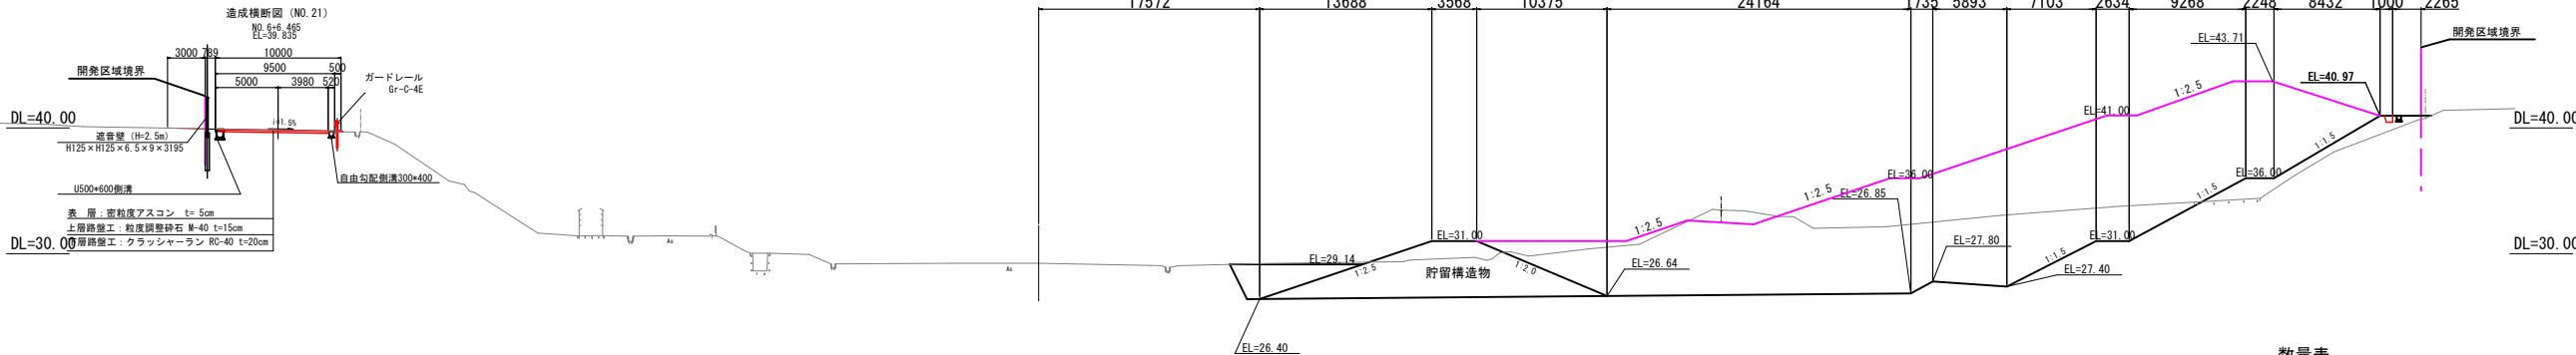 造成横断図 (NO.21)
NO.6+6.465
EL=39.835
3000 789 10000
9500 500
5000 3980 520
開発区域境界
ガードレール
Gr-C-4E
DL=40.00
i=1.5%
遮音壁 (H=2.5m)
H125×H125×6.5×9×3195
U500*600側溝
自由勾配側溝300*400
表 層：密粒度アスコン t= 5cm
上層路盤工：粒度調整砕石 M-40 t=15cm
下層路盤工：クラッシャーラン RC-40 t=20cm
DL=30.00
As
As
17572 13688 3568 10375 24164 1735 5893 7103 2634 9268 2248 8432 1000 2265
EL=29.14
1:2.5
EL=31.00
貯留構造物
1:2.0
EL=26.40
EL=26.64
1:2.5
1:2.5
EL=36.00
EL=26.85
EL=27.80
EL=27.40
1:1.5
EL=31.00
EL=41.00
1:2.5
EL=43.71
EL=40.97
1:1.5
EL=36.00
1:1.5
開発区域境界
DL=40.00
DL=30.00
数量表